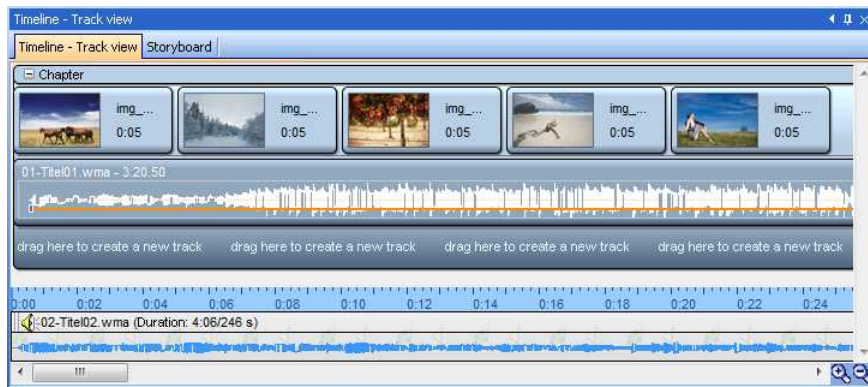 Timeline - Track view
Timeline - Track view Storyboard
Chapter
img_... img_... img_... img_... img_...
0:05 0:05 0:05 0:05 0:05
01-Titel01.wma - 3:20.50
drag here to create a new track drag here to create a new track drag here to create a new track drag here to create a new track
0:00 0:02 0:04 0:06 0:08 0:10 0:12 0:14 0:16 0:18 0:20 0:22 0:24
02-Titel02.wma (Duration: 4:06/246 s)